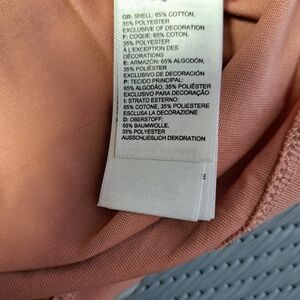 GB: SHELL: 65% COTTON,
35% POLYESTER
EXCLUSIVE OF DECORATION
F: COQUE: 65% COTON,
35% POLYESTER
À L'EXCEPTION DES
DÉCORATIONS
E: ARMAZON: 65% ALGODÓN,
35% POLIÉSTER
EXCLUSIVO DE DECORACIÓN
P: TECIDO PRINCIPAL:
65% ALGODÃO, 35% POLIÉSTER
EXCLUSIVO PARA DECORAÇÃO
I: STRATO ESTERNO:
65% COTONE, 35% POLIESTERE
ESCLUSA LA DECORAZIONE
D: OBERSTOFF:
65% BAUMWOLLE,
35% POLYESTER
AUSSCHLIEßLICH DEKORATION